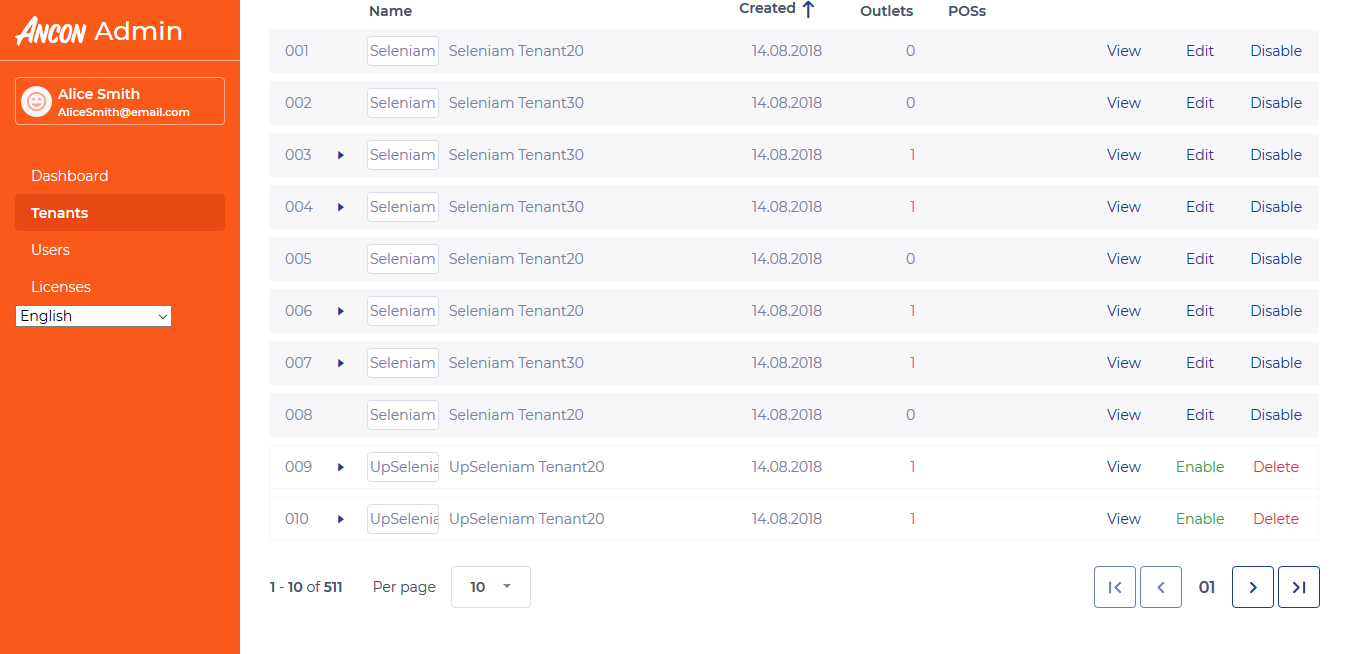 ANCON Admin
Alice Smith
AliceSmith@email.com
Dashboard
Tenants
Users
Licenses
English
Name Created Outlets POSs
001 Seleniam Seleniam Tenant20 14.08.2018 0 View Edit Disable
002 Seleniam Seleniam Tenant30 14.08.2018 0 View Edit Disable
003 Seleniam Seleniam Tenant30 14.08.2018 1 View Edit Disable
004 Seleniam Seleniam Tenant30 14.08.2018 1 View Edit Disable
005 Seleniam Seleniam Tenant20 14.08.2018 0 View Edit Disable
006 Seleniam Seleniam Tenant20 14.08.2018 1 View Edit Disable
007 Seleniam Seleniam Tenant30 14.08.2018 1 View Edit Disable
008 Seleniam Seleniam Tenant20 14.08.2018 0 View Edit Disable
009 UpSelenia UpSeleniam Tenant20 14.08.2018 1 View Enable Delete
010 UpSelenia UpSeleniam Tenant20 14.08.2018 1 View Enable Delete
1 - 10 of 511 Per page 10 01